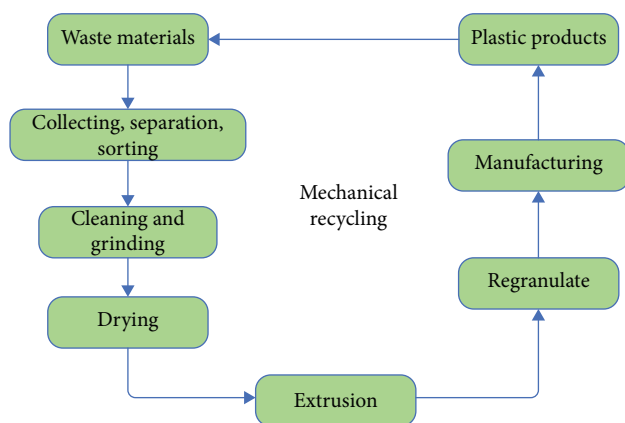 Waste materials
Plastic products
Collecting, separation,
sorting
Manufacturing
Mechanical
recycling
Cleaning and
grinding
Regranulate
Drying
Extrusion